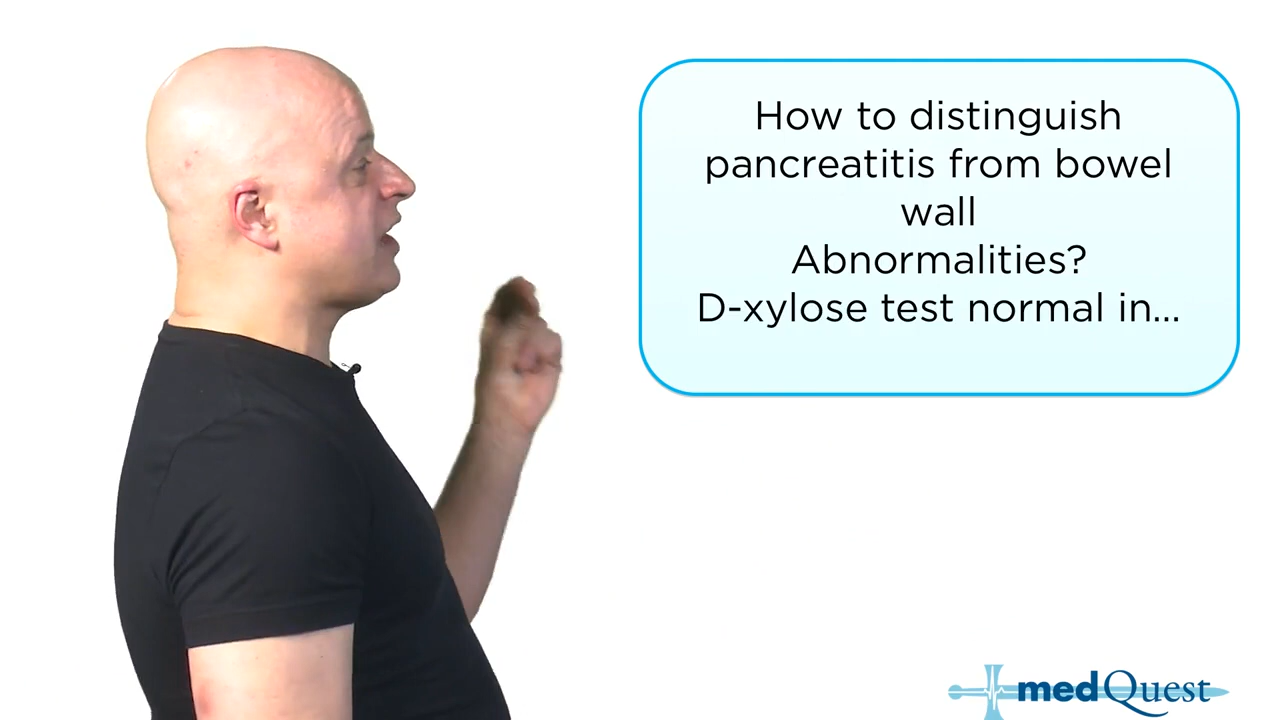 How to distinguish
pancreatitis from bowel
wall
Abnormalities?
D-xylose test normal in...
medQuest